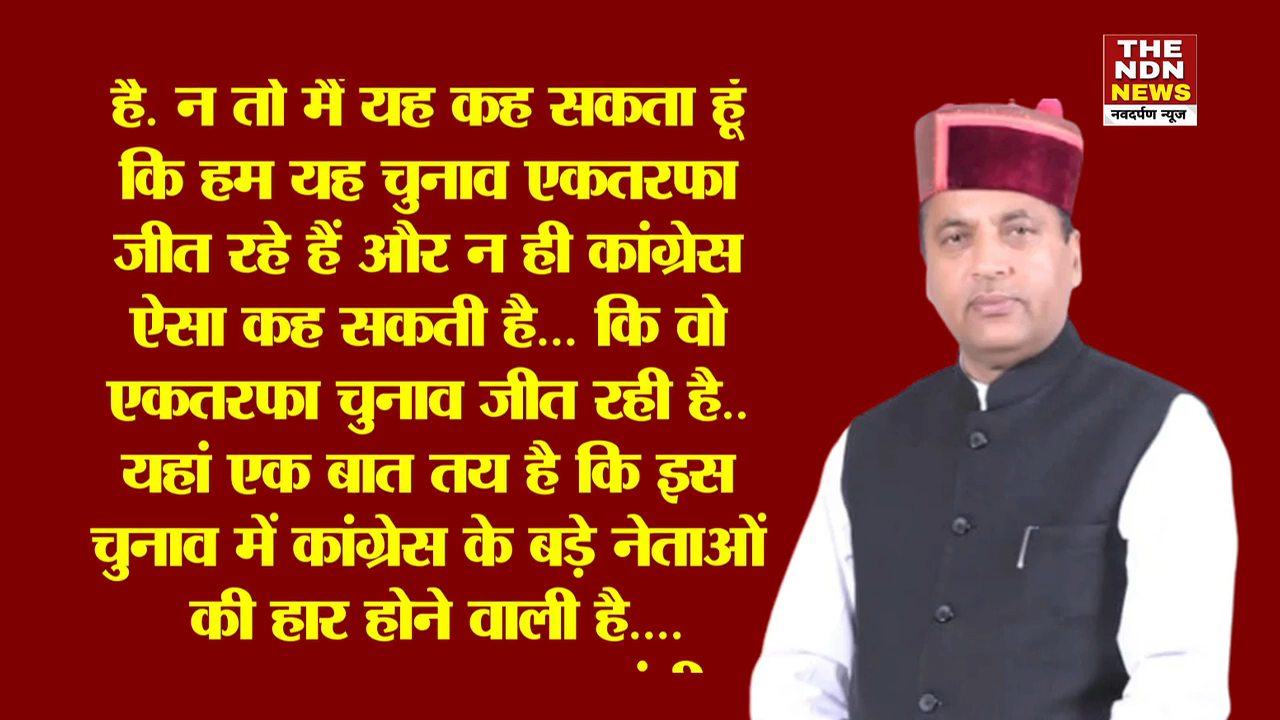 है. न तो मैं यह कह सकता हूं
कि हम यह चुनाव एकतरफा
जीत रहे हैं और न ही कांग्रेस
ऐसा कह सकती है... कि वो
एकतरफा चुनाव जीत रही है..
यहां एक बात तय है कि इस
चुनाव में कांग्रेस के बड़े नेताओं
की हार होने वाली है....
THE
NDN
NEWS
नवदर्पण न्यूज